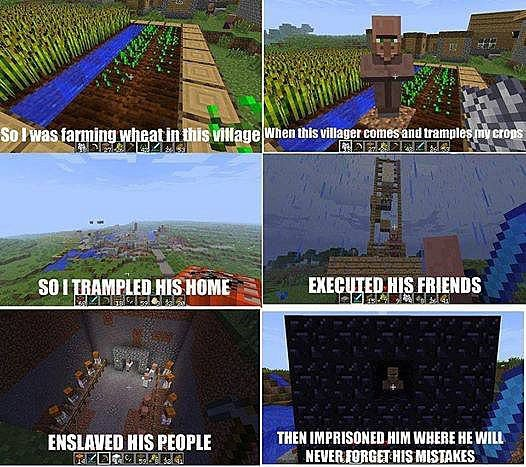 So I was farming wheat in this village
When this villager comes and tramples my crops
SO I TRAMPLED HIS HOME
EXECUTED HIS FRIENDS
ENSLAVED HIS PEOPLE
THEN IMPRISONED HIM WHERE HE WILL
NEVER FORGET HIS MISTAKES